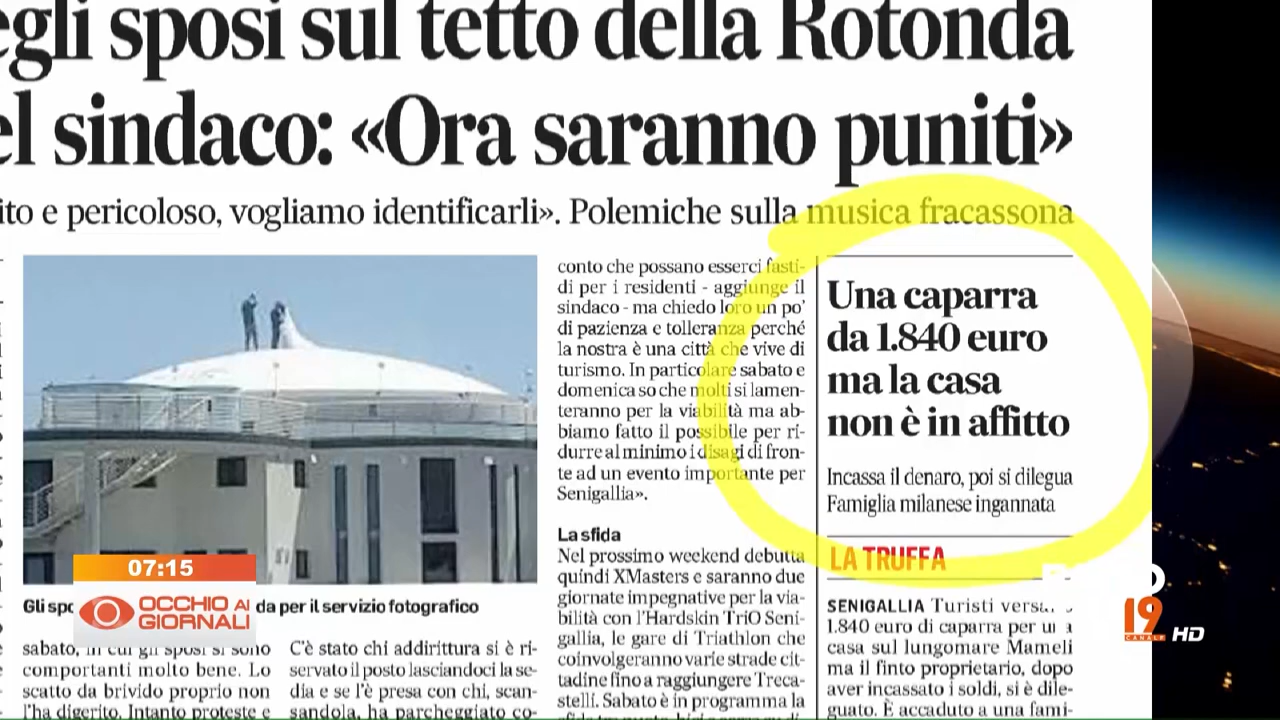 egli sposi sul tetto della Rotonda
el sindaco: «Ora saranno puniti»
ito e pericoloso, vogliamo identificarli». Polemiche sulla musica fracassona
conto che possano esserci fasti-
di per i residenti - aggiunge il
sindaco - ma chiedo loro un po’
di pazienza e tolleranza perché
la nostra è una città che vive di
turismo. In particolare sabato e
domenica so che molti si lamen-
teranno per la viabilità ma ab-
biamo fatto il possibile per ri-
durre al minimo i disagi di fron-
te ad un evento importante per
Senigallia».
La sfida
Nel prossimo weekend debutta
quindi XMasters e saranno due
giornate impegnative per la via-
bilità con l’Hardskin TriO Seni-
gallia, le gare di Triathlon che
coinvolgeranno varie strade cit-
tadine fino a raggiungere Treca-
stelli. Sabato è in programma la
Una caparra
da 1.840 euro
ma la casa
non è in affitto
Incassa il denaro, poi si dilegua
Famiglia milanese ingannata
LA TRUFFA
SENIGALLIA Turisti
1.840 euro di caparra per
casa sul lungomare Mameli
ma il finto proprietario, dopo
aver incassato i soldi, si è dile-
guato. È accaduto a una fami-
Gli spo
da per il servizio fotografico
sabato, in cui gli sposi si sono
comportanti molto bene. Lo
scatto da brivido proprio non
l’ha digerito. Intanto proteste e
C’è stato chi addirittura si è ri-
servato il posto lasciandoci la se-
dia e se l’è presa con chi, scan-
sandola, ha parcheggiato co-
07:15
OCCHIO AI
GIORNALI
19
CANALE
HD